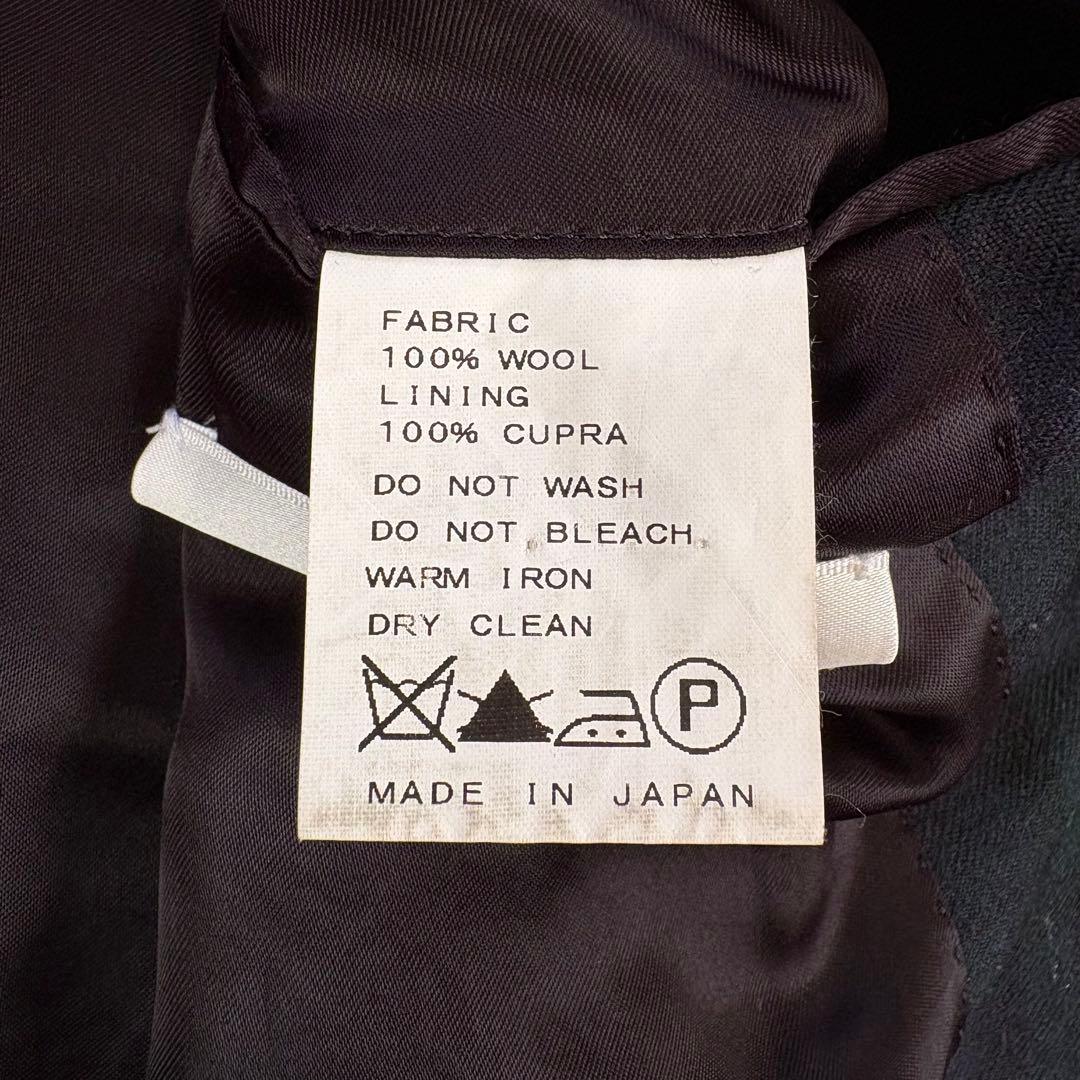 FABRIC
100% WOOL
LINING
100% CUPRA
DO NOT WASH
DO NOT BLEACH
WARM IRON
DRY CLEAN
P
MADE IN JAPAN